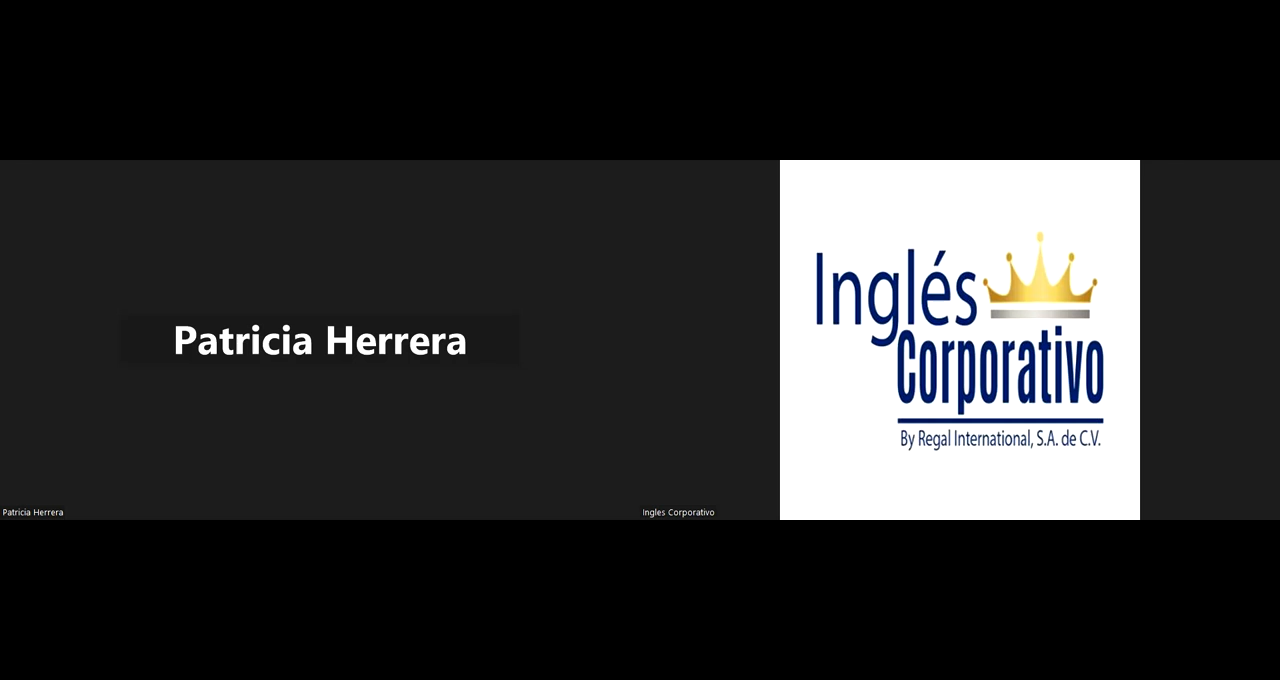 Patricia Herrera
Patricia Herrera
Inglés
Corporativo
By Regal International, S.A. de C.V.
Ingles Corporativo